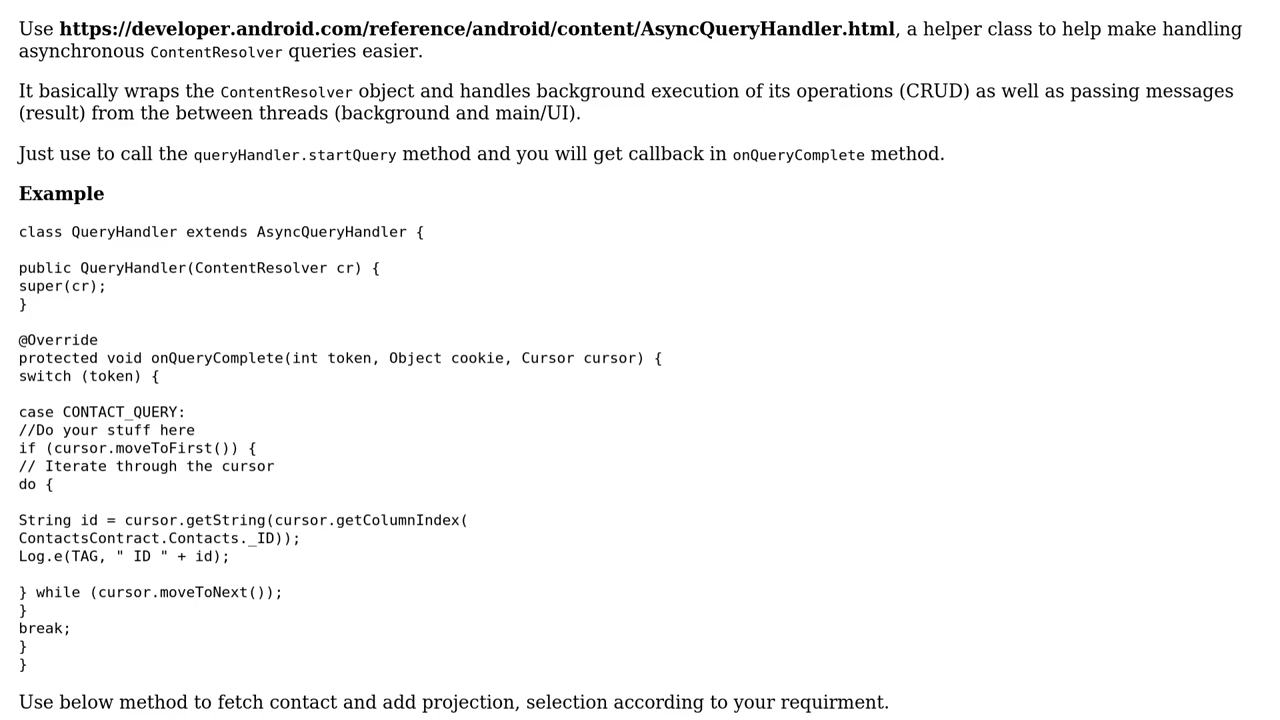 Use https://developer.android.com/reference/android/content/AsyncQueryHandler.html, a helper class to help make handling
asynchronous ContentResolver queries easier.
It basically wraps the ContentResolver object and handles background execution of its operations (CRUD) as well as passing messages
(result) from the between threads (background and main/UI).
Just use to call the queryHandler.startQuery method and you will get callback in onQueryComplete method.
Example
class QueryHandler extends AsyncQueryHandler {
public QueryHandler(ContentResolver cr) {
super(cr);
}
@Override
protected void onQueryComplete(int token, Object cookie, Cursor cursor) {
switch (token) {
case CONTACT_QUERY:
//Do your stuff here
if (cursor.moveToFirst()) {
// Iterate through the cursor
do {
String id = cursor.getString(cursor.getColumnIndex(
ContactsContract.Contacts._ID));
Log.e(TAG, " ID " + id);
} while (cursor.moveToNext());
}
break;
}
}
Use below method to fetch contact and add projection, selection according to your requirment.